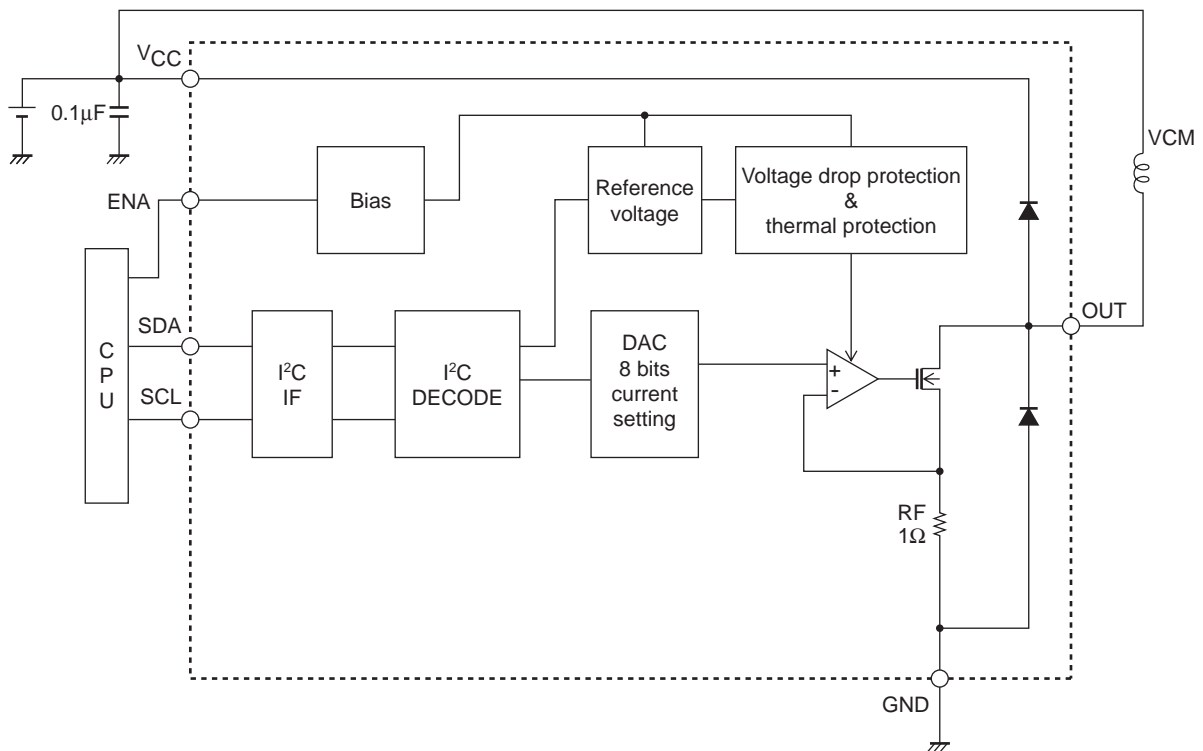 VCC
0.1µF
VCM
ENA
Bias
Reference
voltage
Voltage drop protection
&
thermal protection
OUT
CPU
SDA
SCL
I²C
IF
I²C
DECODE
DAC
8 bits
current
setting
+
-
RF
1Ω
GND